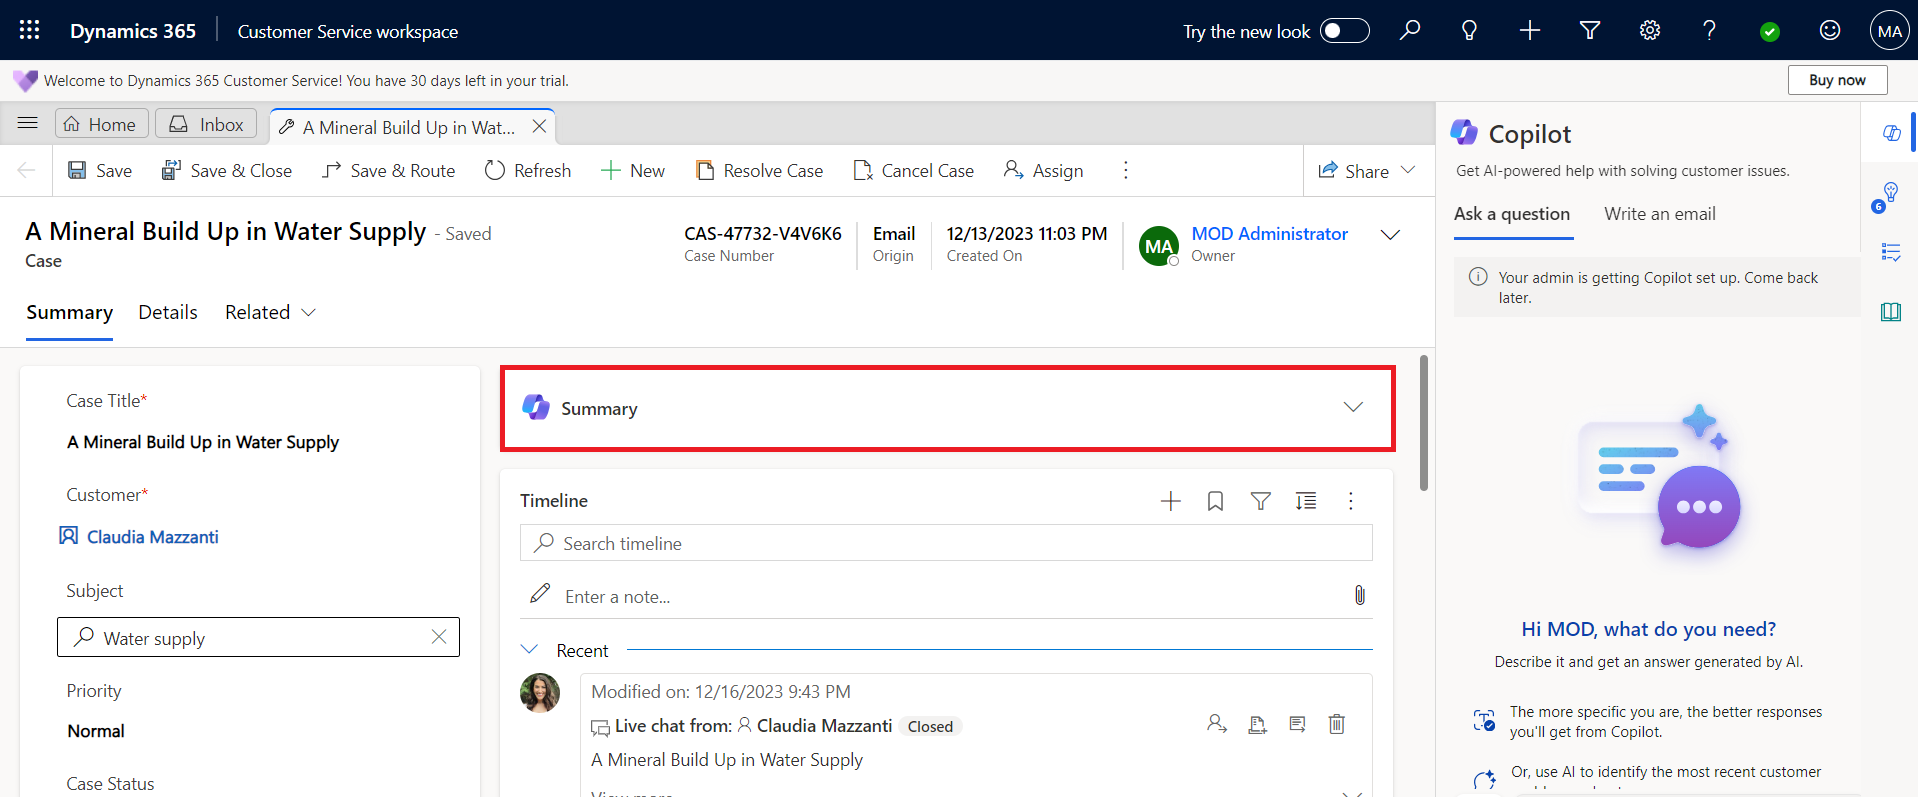 Dynamics 365
Customer Service workspace
Try the new look
MA
Welcome to Dynamics 365 Customer Service! You have 30 days left in your trial.
Buy now
Home
Inbox
A Mineral Build Up in Wat...
Save
Save & Close
Save & Route
Refresh
New
Resolve Case
Cancel Case
Assign
Share
A Mineral Build Up in Water Supply - Saved
Case
CAS-47732-V4V6K6
Case Number
Email
Origin
12/13/2023 11:03 PM
Created On
MA
MOD Administrator
Owner
Summary
Details
Related
Case Title*
A Mineral Build Up in Water Supply
Customer*
Claudia Mazzanti
Subject
Water supply
Priority
Normal
Case Status
Summary
Timeline
Search timeline
Enter a note...
Recent
Modified on: 12/16/2023 9:43 PM
Live chat from: Claudia Mazzanti Closed
A Mineral Build Up in Water Supply
View more
Copilot
Get AI-powered help with solving customer issues.
Ask a question
Write an email
Your admin is getting Copilot set up. Come back
later.
Hi MOD, what do you need?
Describe it and get an answer generated by AI.
The more specific you are, the better responses
you'll get from Copilot.
Or, use AI to identify the most recent customer
6